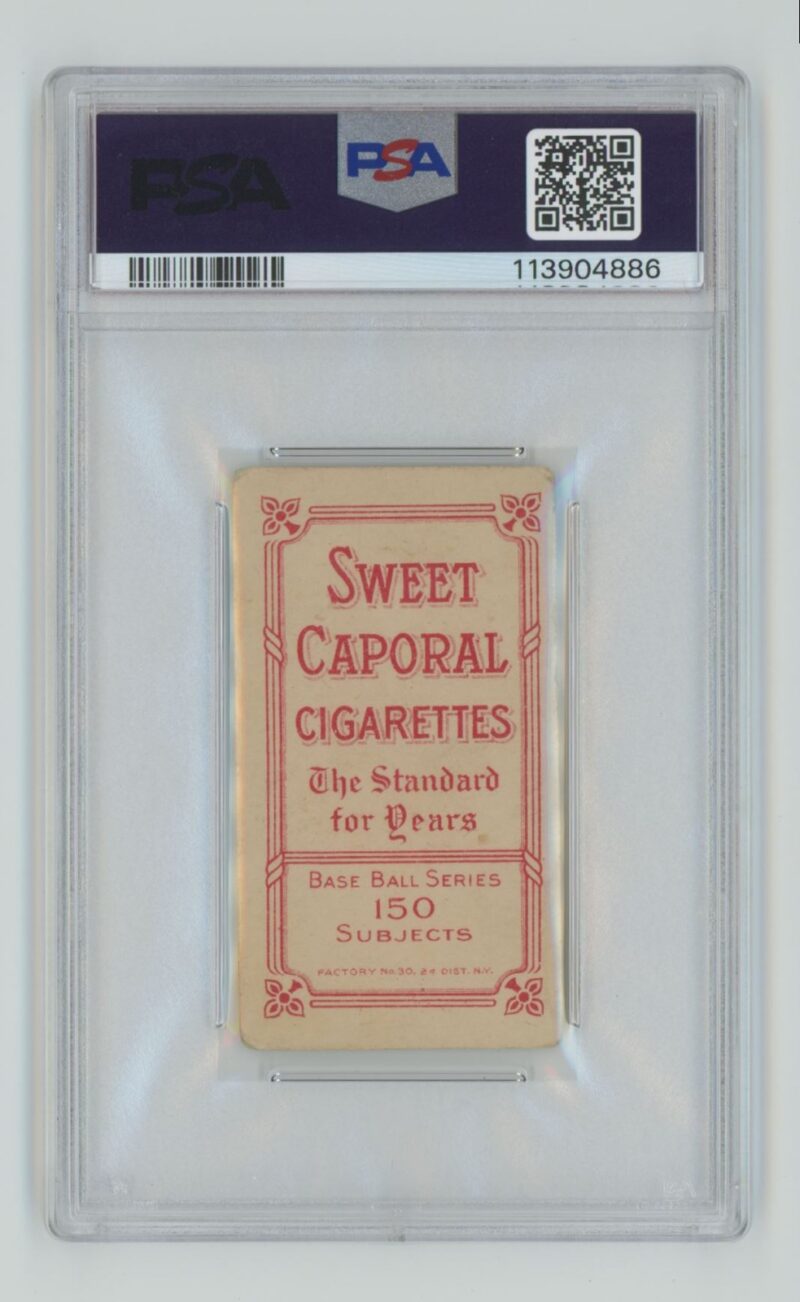 PSA
PSA
113904886
SWEET
CAPORAL
CIGARETTES
The Standard
for Years
BASE BALL SERIES
150
SUBJECTS
FACTORY No. 30, 2d DIST. N.Y.